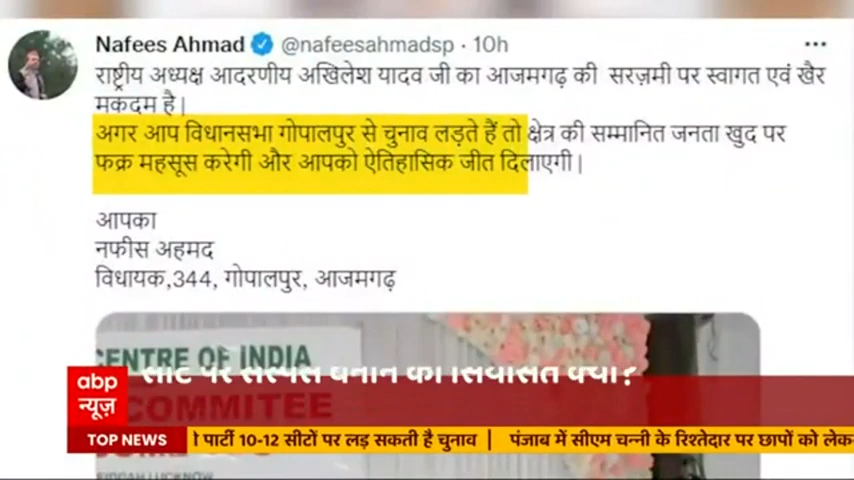 Nafees Ahmad @nafeesahmadsp · 10h
राष्ट्रीय अध्यक्ष आदरणीय अखिलेश यादव जी का आजमगढ़ की सरज़मी पर स्वागत एवं खैर
मकदम है।
अगर आप विधानसभा गोपालपुर से चुनाव लड़ते हैं तो क्षेत्र की सम्मानित जनता खुद पर
फक्र महसूस करेगी और आपको ऐतिहासिक जीत दिलाएगी।
आपका
नफीस अहमद
विधायक,344, गोपालपुर, आजमगढ़
CENTRE OF INDIA
COMMITTEE
abp
न्यूज़
TOP NEWS
पार्टी 10-12 सीटों पर लड़ सकती है चुनाव | पंजाब में सीएम चन्नी के रिश्तेदार पर छापों को लेक
LUCKNOW